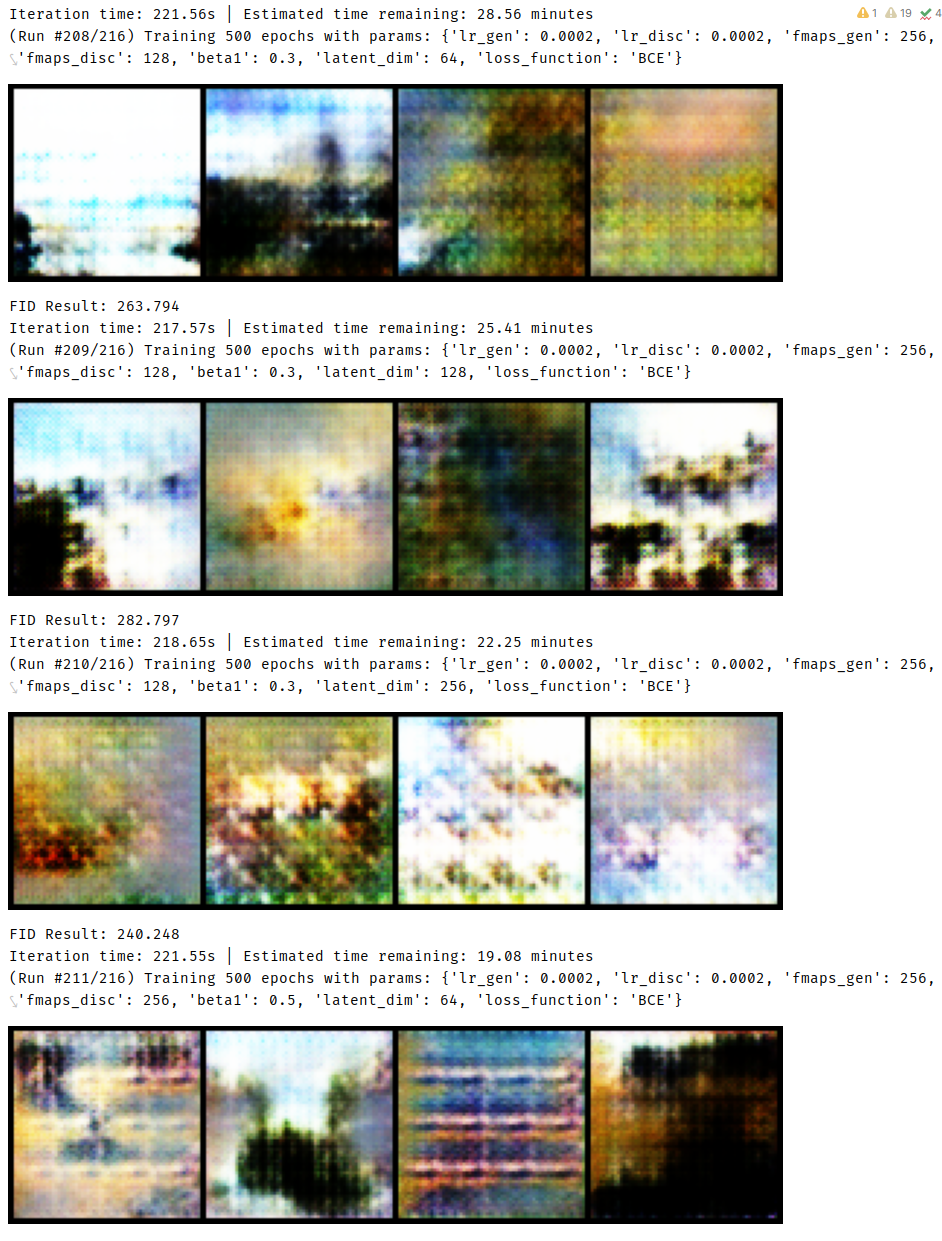 Iteration time: 221.56s | Estimated time remaining: 28.56 minutes
1 19 4
(Run #208/216) Training 500 epochs with params: {'lr_gen': 0.0002, 'lr_disc': 0.0002, 'fmaps_gen': 256,
'fmaps_disc': 128, 'beta1': 0.3, 'latent_dim': 64, 'loss_function': 'BCE'}
FID Result: 263.794
Iteration time: 217.57s | Estimated time remaining: 25.41 minutes
(Run #209/216) Training 500 epochs with params: {'lr_gen': 0.0002, 'lr_disc': 0.0002, 'fmaps_gen': 256,
'fmaps_disc': 128, 'beta1': 0.3, 'latent_dim': 128, 'loss_function': 'BCE'}
FID Result: 282.797
Iteration time: 218.65s | Estimated time remaining: 22.25 minutes
(Run #210/216) Training 500 epochs with params: {'lr_gen': 0.0002, 'lr_disc': 0.0002, 'fmaps_gen': 256,
'fmaps_disc': 128, 'beta1': 0.3, 'latent_dim': 256, 'loss_function': 'BCE'}
FID Result: 240.248
Iteration time: 221.55s | Estimated time remaining: 19.08 minutes
(Run #211/216) Training 500 epochs with params: {'lr_gen': 0.0002, 'lr_disc': 0.0002, 'fmaps_gen': 256,
'fmaps_disc': 256, 'beta1': 0.5, 'latent_dim': 64, 'loss_function': 'BCE'}